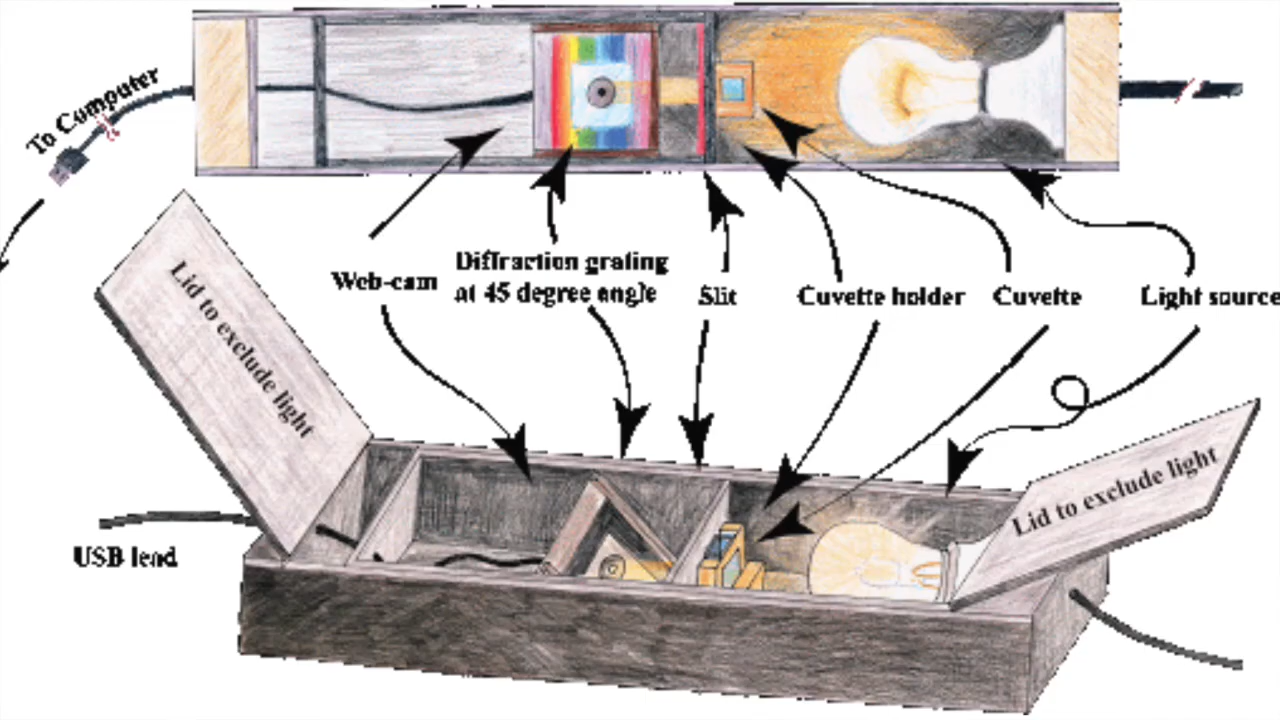 To Computer
Web-cam
Diffraction grating
at 45 degree angle
Slit
Cuvette holder
Cuvette
Light source
Lid to exclude light
Lid to exclude light
USB lead